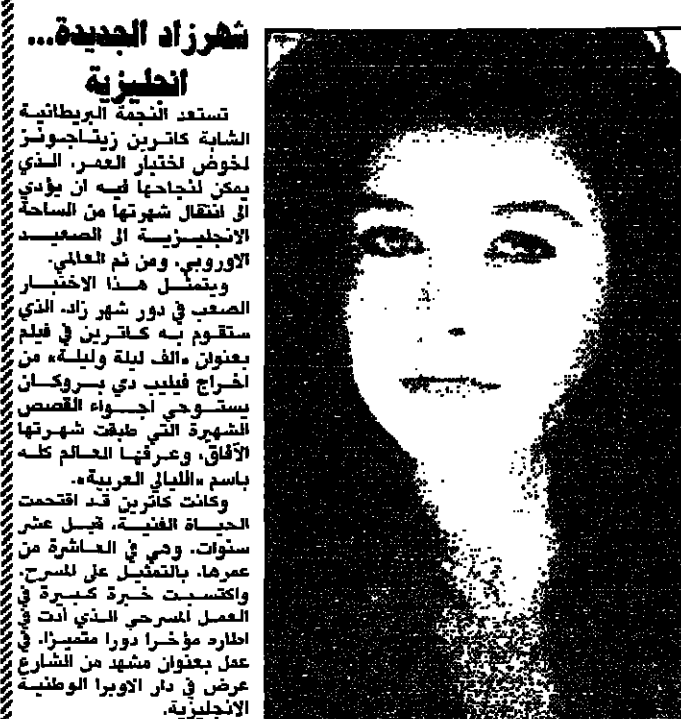 شهرزاد الجديدة...
انجليزية
تستعد النجمة البريطانية
الشابة كاترين زيتاجونز
لخوض اختبار العمر، الذي
يمكن لنجاحها فيه ان يؤدي
الى انتقال شهرتها من الساحة
الانجليزية الى الصعيد
الاوروبي، ومن ثم العالمي.
ويتمثل هذا الاختبار
الصعب في دور شهر زاد، الذي
ستقوم به كاترين في فيلم
بعنوان «الف ليلة وليلة» من
اخراج فيليب دي بروكان
يستوحي اجواء القصص
الشهيرة التي طبقت شهرتها
الآفاق، وعرفها العالم كله
باسم «الليالي العربية».
وكانت كاترين قد اقتحمت
الحياة الفنية، قبل عشر
سنوات، وهي في العاشرة من
عمرها، بالتمثيل على المسرح.
واكتسبت خبرة كبيرة في
العمل المسرحي الذي أدت في
اطاره مؤخرا دورا متميزا، في
عمل بعنوان مشهد من الشارع
عرض في دار الاوبرا الوطنية
الانجليزية.